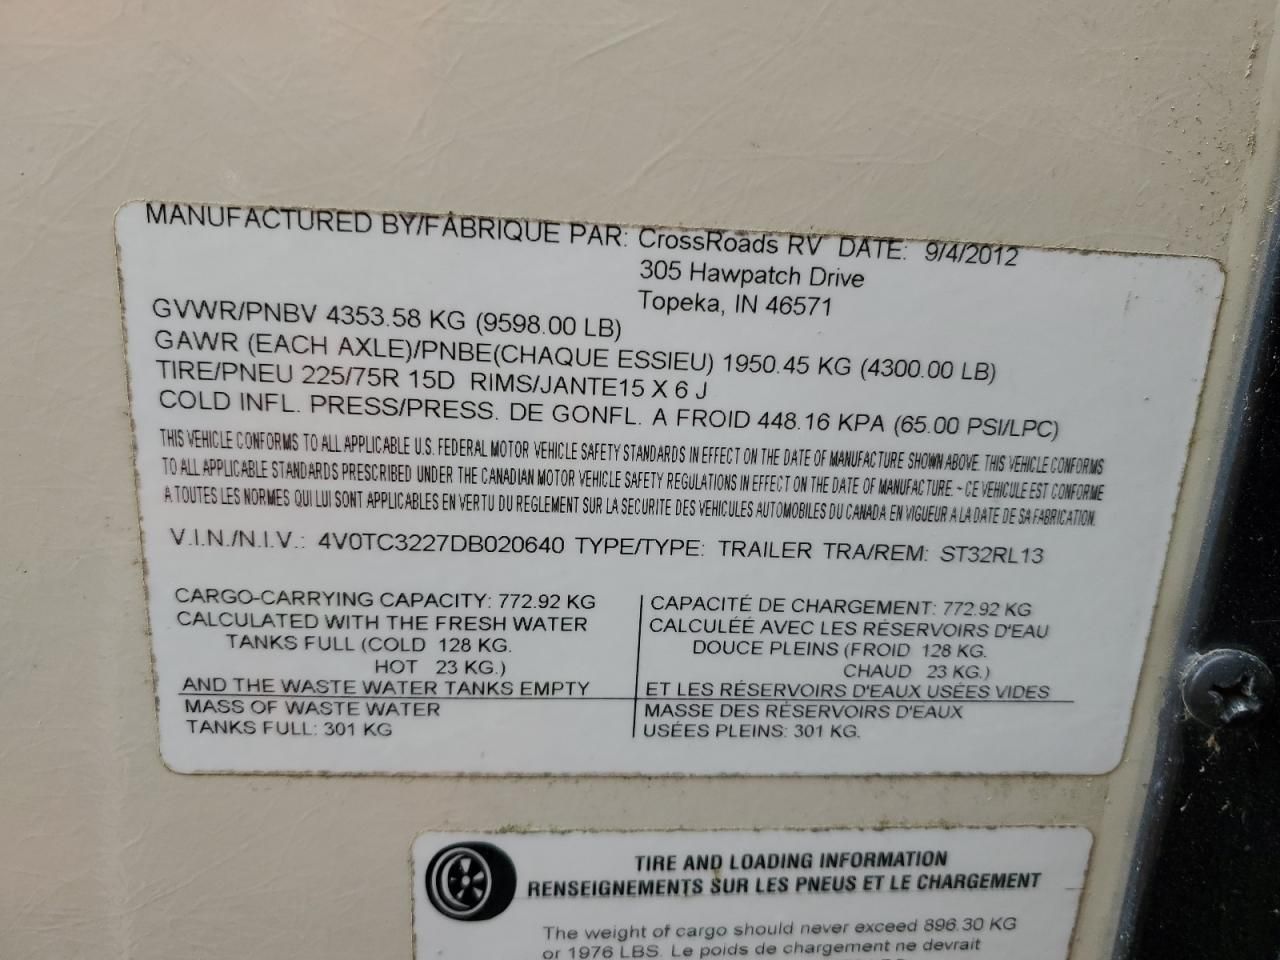 MANUFACTURED BY/FABRIQUE PAR: CrossRoads RV DATE: 9/4/2012
305 Hawpatch Drive
Topeka, IN 46571
GVWR/PNBV 4353.58 KG (9598.00 LB)
GAWR (EACH AXLE)/PNBE(CHAQUE ESSIEU) 1950.45 KG (4300.00 LB)
TIRE/PNEU 225/75R 15D RIMS/JANTE15 X 6 J
COLD INFL. PRESS/PRESS. DE GONFL. A FROID 448.16 KPA (65.00 PSI/LPC)
THIS VEHICLE CONFORMS TO ALL APPLICABLE U.S. FEDERAL MOTOR VEHICLE SAFETY STANDARDS IN EFFECT ON THE DATE OF MANUFACTURE SHOWN ABOVE. THIS VEHICLE CONFORMS
TO ALL APPLICABLE STANDARDS PRESCRIBED UNDER THE CANADIAN MOTOR VEHICLE SAFETY REGULATIONS IN EFFECT ON THE DATE OF MANUFACTURE. - CE VEHICULE EST CONFORME
A TOUTES LES NORMES QUI LUI SONT APPLICABLES EN VERTU DU REGLEMENT SUR LA SECURITE DES VEHICULES AUTOMOBILES DU CANADA EN VIGUEUR A LA DATE DE SA FABRICATION.
V.I.N./N.I.V.: 4V0TC3227DB020640 TYPE/TYPE: TRAILER TRA/REM: ST32RL13
CARGO-CARRYING CAPACITY: 772.92 KG
CALCULATED WITH THE FRESH WATER
TANKS FULL (COLD 128 KG.
HOT 23 KG.)
AND THE WASTE WATER TANKS EMPTY
MASS OF WASTE WATER
TANKS FULL: 301 KG
CAPACITÉ DE CHARGEMENT: 772.92 KG
CALCULÉE AVEC LES RÉSERVOIRS D'EAU
DOUCE PLEINS (FROID 128 KG.
CHAUD 23 KG.)
ET LES RÉSERVOIRS D'EAUX USÉES VIDES
MASSE DES RÉSERVOIRS D'EAUX
USÉES PLEINS: 301 KG.
TIRE AND LOADING INFORMATION
RENSEIGNEMENTS SUR LES PNEUS ET LE CHARGEMENT
The weight of cargo should never exceed 896.30 KG
or 1976 LBS. Le poids de chargement ne devrait